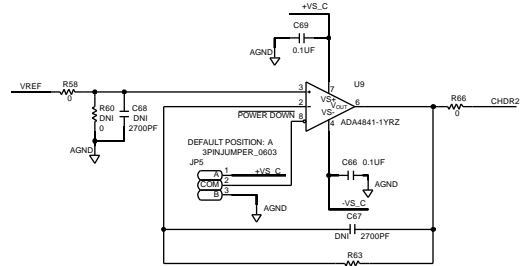 +VS_C
C69
0.1UF
AGND
U9
VREF
R58
0
3
2
8
7
VS+
VOUT
VS-
4
6
R66
0
CHDR2
R60
DNI
0
C68
DNI
2700PF
POWER DOWN
ADA4841-1YRZ
AGND
DEFAULT POSITION: A
3PINJUMPER_0603
JP5
A
1
+VS_C
COM
2
B
3
AGND
C66
0.1UF
AGND
-VS_C
C67
DNI
2700PF
R63